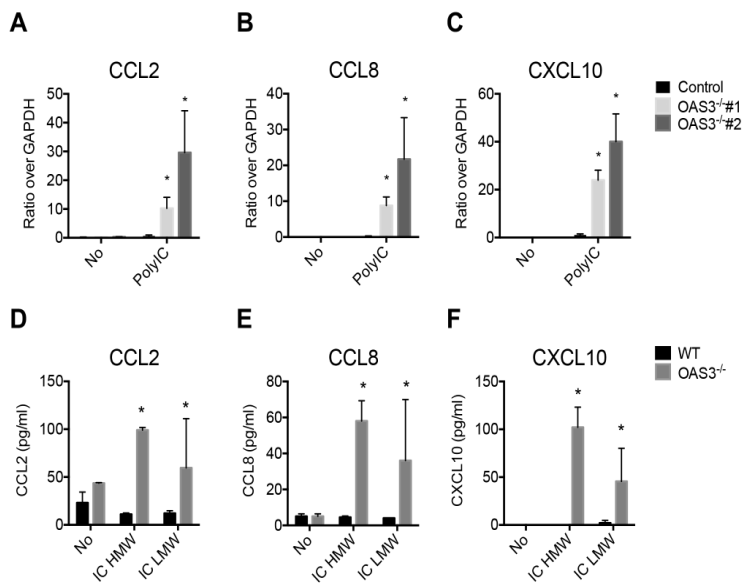 A
CCL2
Ratio over GAPDH
50
40
30
20
10
0
*
*
No
PolyIC
B
CCL8
Ratio over GAPDH
40
30
20
10
0
*
*
No
PolyIC
C
CXCL10
Ratio over GAPDH
60
40
20
0
*
*
No
PolyIC
Control
OAS3-/-#1
OAS3-/-#2
D
CCL2
CCL2 (pg/ml)
150
100
50
0
*
*
No
IC HMW
IC LMW
E
CCL8
CCL8 (pg/ml)
80
60
40
20
0
*
*
No
IC HMW
IC LMW
F
CXCL10
CXCL10 (pg/ml)
150
100
50
0
*
*
No
IC HMW
IC LMW
WT
OAS3-/-